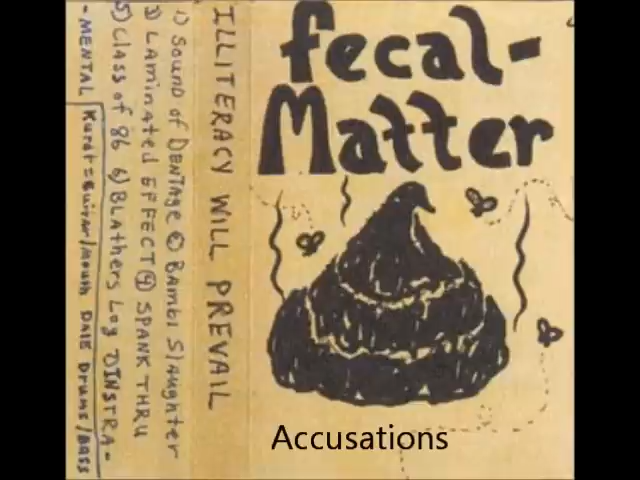 fecal-
Matter
ILLITERACY WILL PREVAIL
1) Sound of DENTAGE 2) BAMBI Slaughter
3) LAMINATED EFFECT 4) SPANK THRU
5) Class of 86 6) BLAthers Log DINSTRA-
- MENTAL
Kurdt=Guitar/Mouth DALE Drums/BASS
Accusations